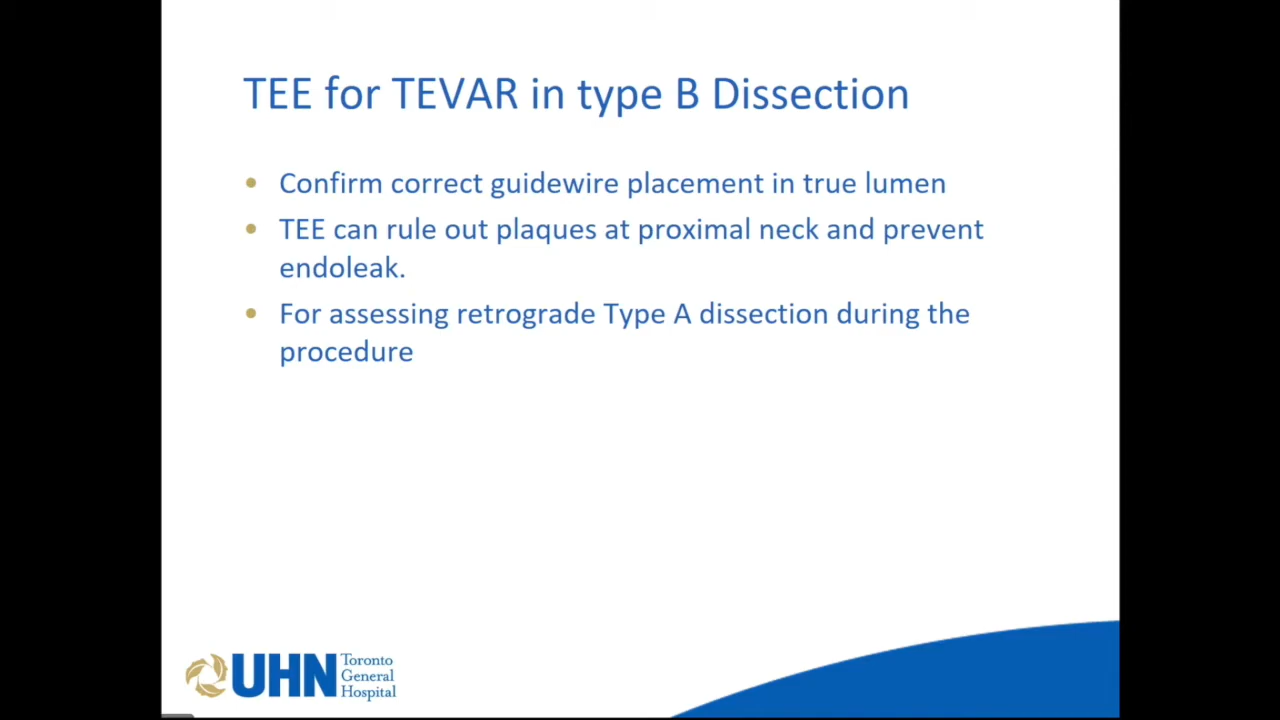 TEE for TEVAR in type B Dissection
• Confirm correct guidewire placement in true lumen
• TEE can rule out plaques at proximal neck and prevent
endoleak.
• For assessing retrograde Type A dissection during the
procedure
UHN
Toronto
General
Hospital